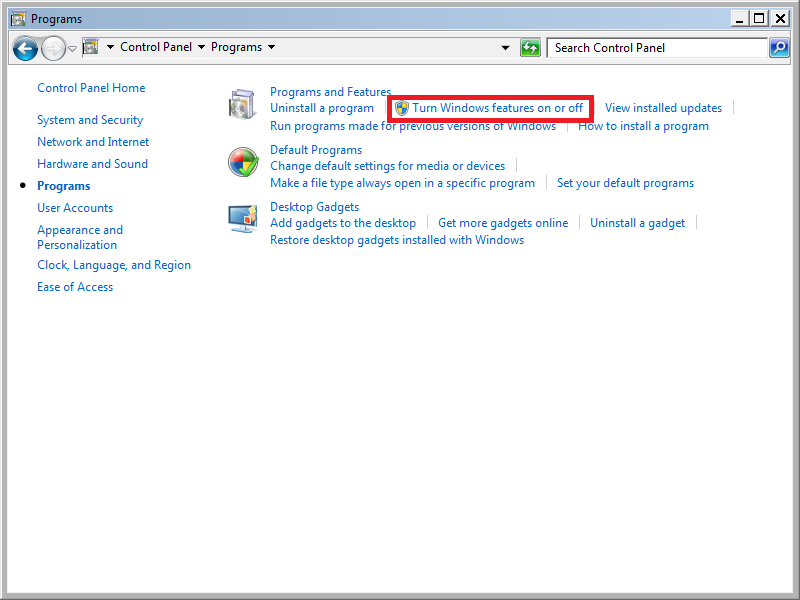 Programs
Control Panel Programs
Search Control Panel
Control Panel Home
System and Security
Network and Internet
Hardware and Sound
Programs
User Accounts
Appearance and
Personalization
Clock, Language, and Region
Ease of Access
Programs and Features
Uninstall a program Turn Windows features on or off View installed updates
Run programs made for previous versions of Windows How to install a program
Default Programs
Change default settings for media or devices
Make a file type always open in a specific program Set your default programs
Desktop Gadgets
Add gadgets to the desktop Get more gadgets online Uninstall a gadget
Restore desktop gadgets installed with Windows